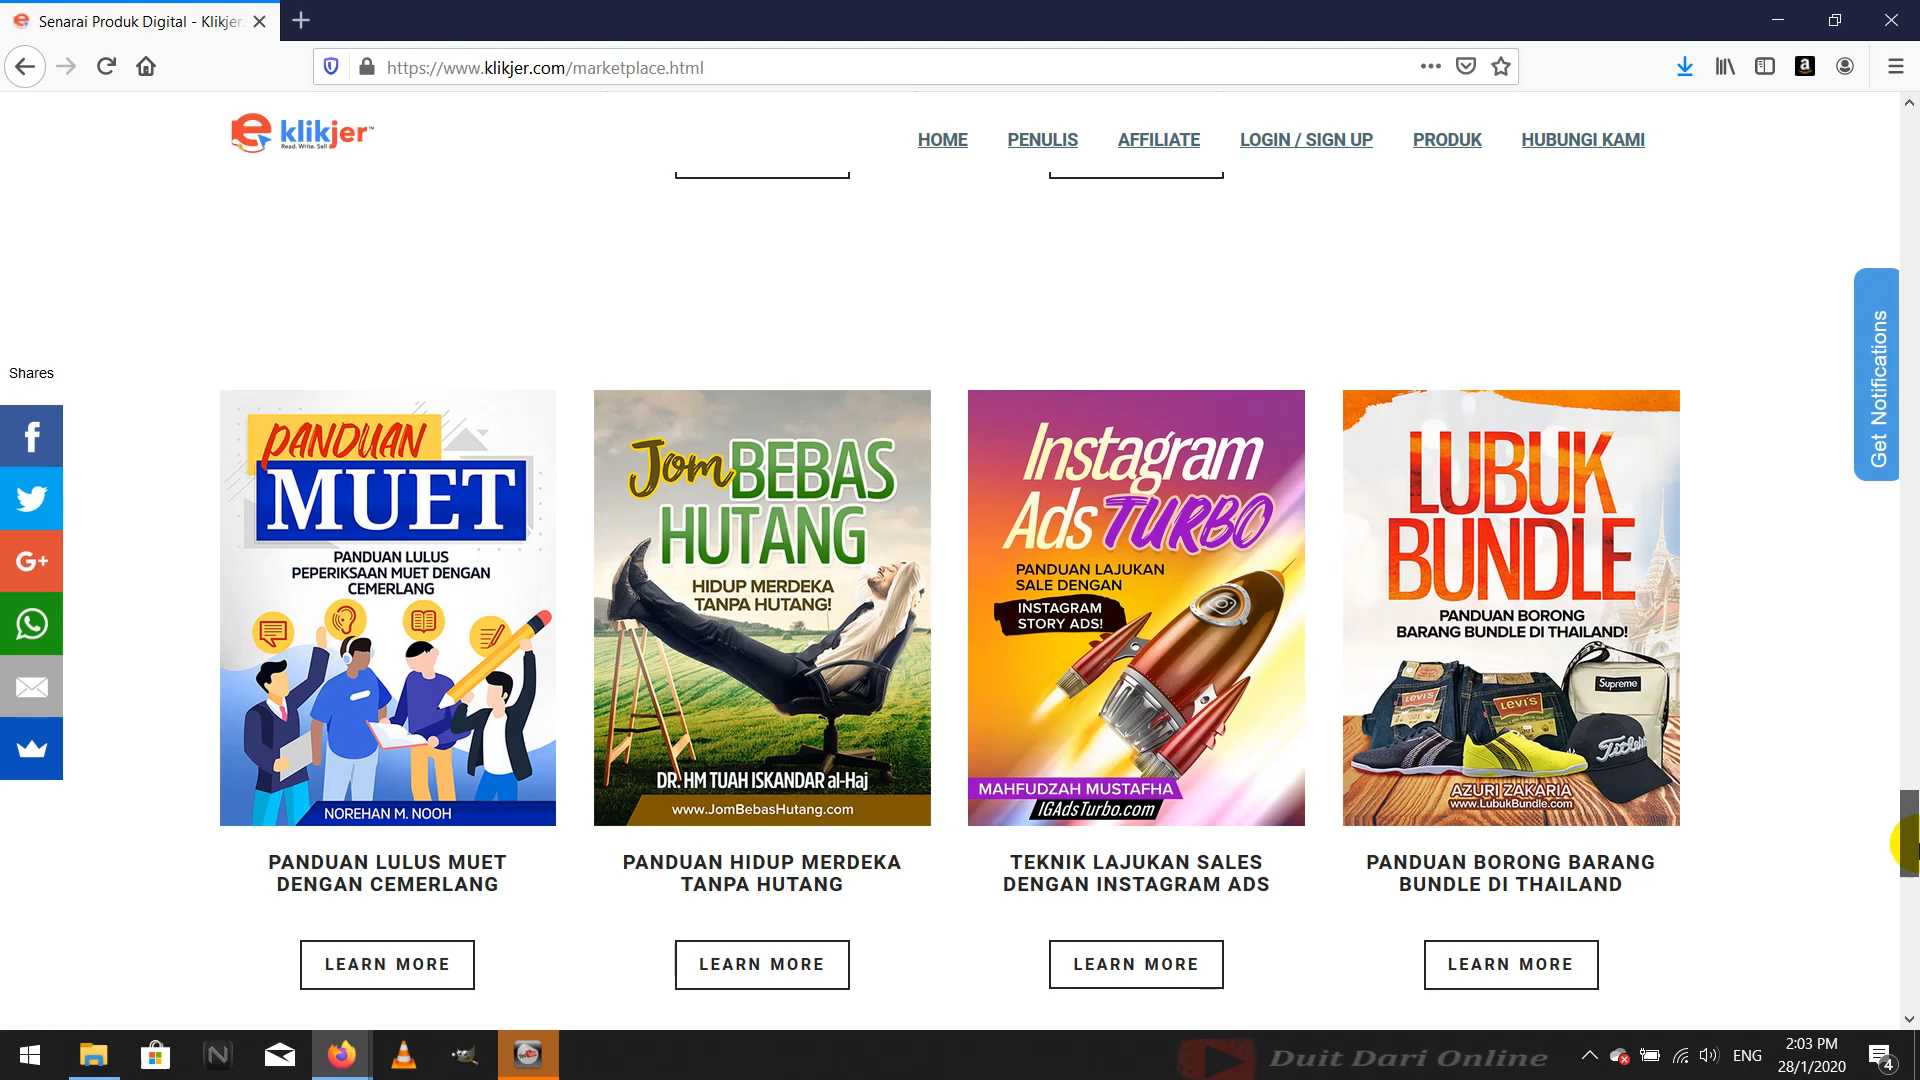 Senarai Produk Digital - Klikjer
https://www.klikjer.com/marketplace.html
klikjer™
Read. Write. Sell
HOME
PENULIS
AFFILIATE
LOGIN / SIGN UP
PRODUK
HUBUNGI KAMI
Get Notifications
Shares
G+
PANDUAN
MUET
PANDUAN LULUS
PEPERIKSAAN MUET DENGAN
CEMERLANG
NOREHAN M. NOOH
Jom BEBAS
HUTANG
HIDUP MERDEKA
TANPA HUTANG!
DR. HM TUAH ISKANDAR al-Haj
www.JomBebasHutang.com
Instagram
Ads TURBO
PANDUAN LAJUKAN
SALE DENGAN
INSTAGRAM
STORY ADS!
MAHFUDZAH MUSTAFHA
IGAdsTurbo.com
LUBUK
BUNDLE
PANDUAN BORONG
BARANG BUNDLE DI THAILAND!
Supreme
LEVI'S
LEVI'S
Titleist
AZURI ZAKARIA
www.LubukBundle.com
PANDUAN LULUS MUET
DENGAN CEMERLANG
PANDUAN HIDUP MERDEKA
TANPA HUTANG
TEKNIK LAJUKAN SALES
DENGAN INSTAGRAM ADS
PANDUAN BORONG BARANG
BUNDLE DI THAILAND
LEARN MORE
LEARN MORE
LEARN MORE
LEARN MORE
Duit Dari Online
ENG
2:03 PM
28/1/2020
4